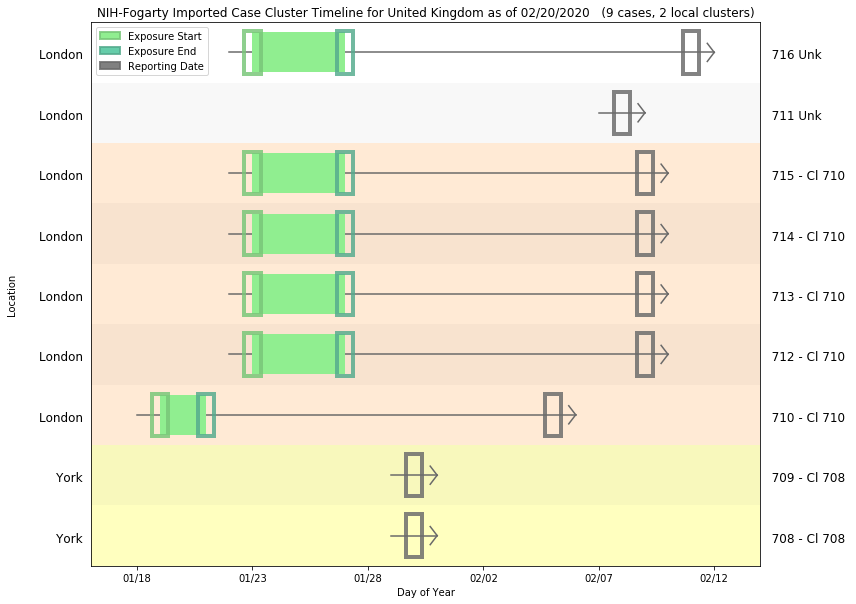 NIH-Fogarty Imported Case Cluster Timeline for United Kingdom as of 02/20/2020   (9 cases, 2 local clusters)
Exposure Start
Exposure End
Reporting Date
London 716 Unk
London 711 Unk
London 715 - Cl 710
London 714 - Cl 710
London 713 - Cl 710
London 712 - Cl 710
London 710 - Cl 710
York 709 - Cl 708
York 708 - Cl 708
Location
01/18 01/23 01/28 02/02 02/07 02/12
Day of Year